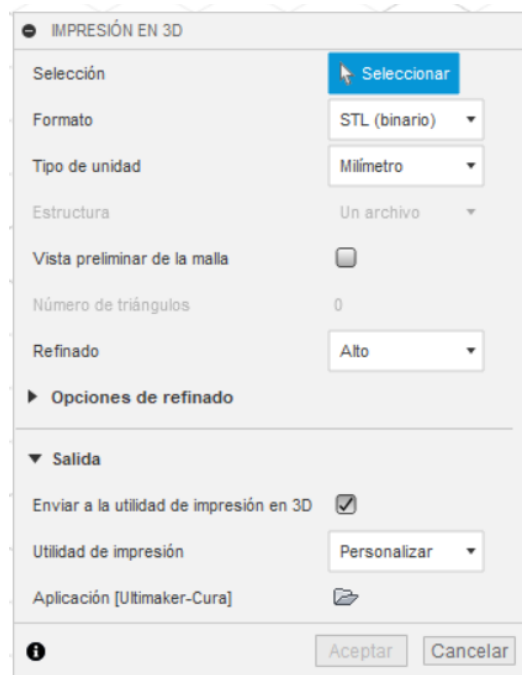 IMPRESIÓN EN 3D
Selección Seleccionar
Formato STL (binario)
Tipo de unidad Milímetro
Estructura Un archivo
Vista preliminar de la malla
Número de triángulos 0
Refinado Alto
Opciones de refinado
Salida
Enviar a la utilidad de impresión en 3D
Utilidad de impresión Personalizar
Aplicación [Ultimaker-Cura]
Aceptar Cancelar